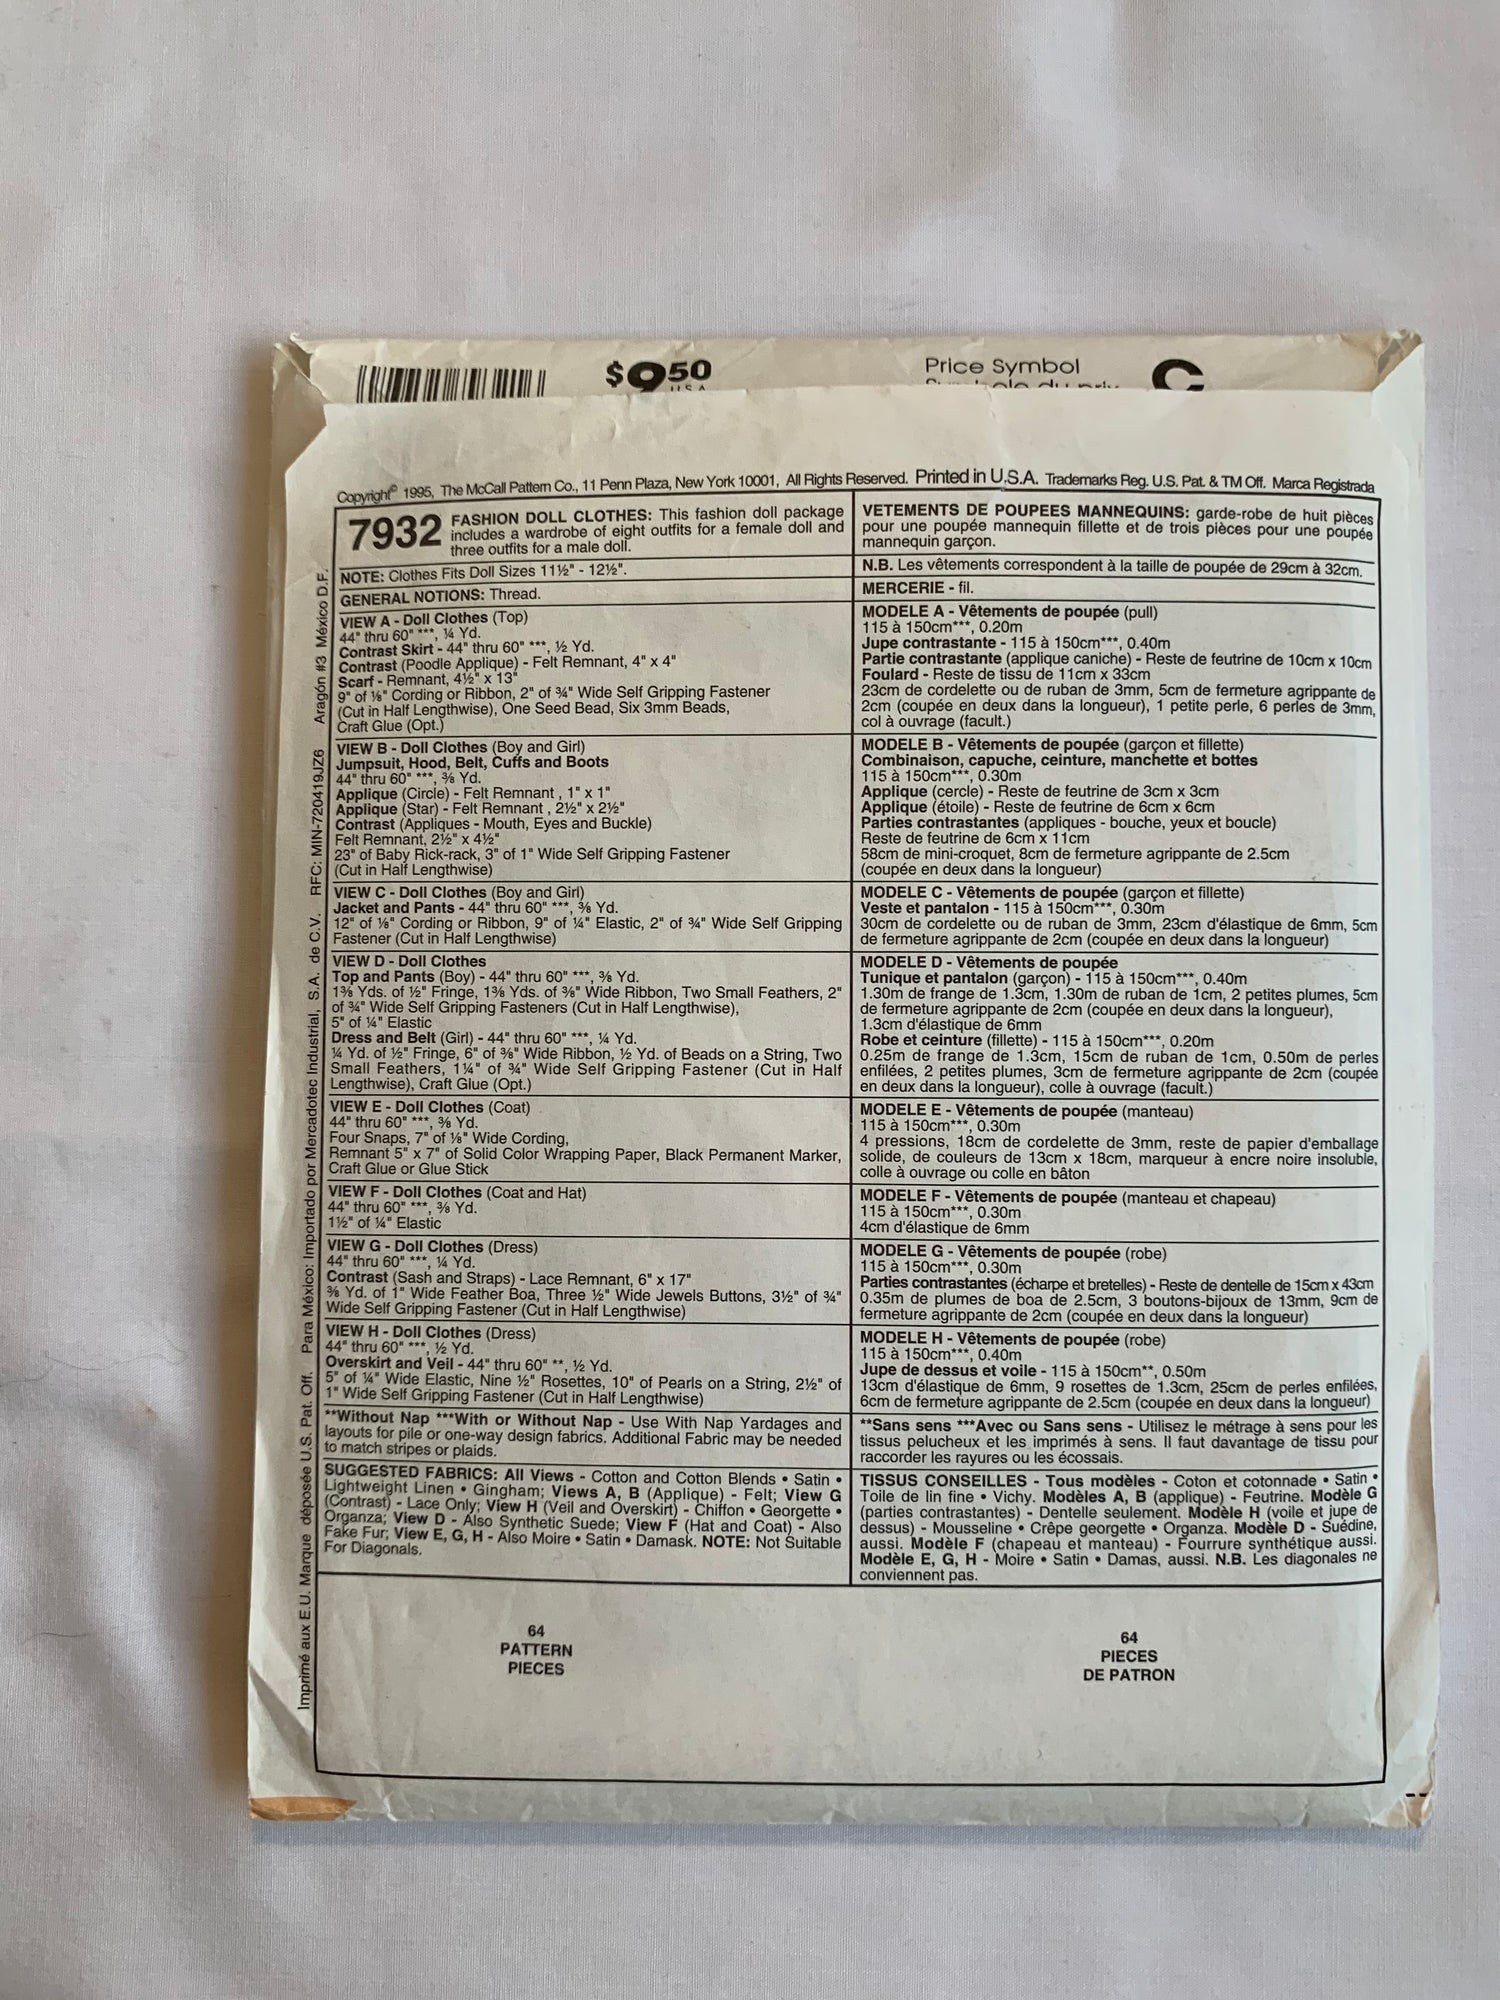 $9.50
USA
Price Symbol
C
Copyright© 1995, The McCall Pattern Co., 11 Penn Plaza, New York 10001, All Rights Reserved. Printed in U.S.A. Trademarks Reg. U.S. Pat. & TM Off. Marca Registrada
7932 FASHION DOLL CLOTHES: This fashion doll package
includes a wardrobe of eight outfits for a female doll and
three outfits for a male doll.
NOTE: Clothes Fits Doll Sizes 11½" - 12½".
GENERAL NOTIONS: Thread.
VIEW A - Doll Clothes (Top)
44" thru 60" ***, ¼ Yd.
Contrast Skirt - 44" thru 60" ***, ½ Yd.
Contrast (Poodle Applique) - Felt Remnant, 4" x 4"
Scarf - Remnant, 4½" x 13"
9" of ⅛" Cording or Ribbon, 2" of ¾" Wide Self Gripping Fastener
(Cut in Half Lengthwise), One Seed Bead, Six 3mm Beads,
Craft Glue (Opt.)
VIEW B - Doll Clothes (Boy and Girl)
Jumpsuit, Hood, Belt, Cuffs and Boots
44" thru 60" ***, ⅜ Yd.
Applique (Circle) - Felt Remnant , 1" x 1"
Applique (Star) - Felt Remnant , 2½" x 2½"
Contrast (Appliques - Mouth, Eyes and Buckle)
Felt Remnant, 2½" x 4½"
23" of Baby Rick-rack, 3" of 1" Wide Self Gripping Fastener
(Cut in Half Lengthwise)
VIEW C - Doll Clothes (Boy and Girl)
Jacket and Pants - 44" thru 60" ***, ⅜ Yd.
12" of ⅛" Cording or Ribbon, 9" of ¼" Elastic, 2" of ¾" Wide Self Gripping
Fastener (Cut in Half Lengthwise)
VIEW D - Doll Clothes
Top and Pants (Boy) - 44" thru 60" ***, ⅜ Yd.
1⅜ Yds. of ½" Fringe, 1⅜ Yds. of ⅜" Wide Ribbon, Two Small Feathers, 2"
of ¾" Wide Self Gripping Fasteners (Cut in Half Lengthwise),
5" of ¼" Elastic
Dress and Belt (Girl) - 44" thru 60" ***, ¼ Yd.
¼ Yd. of ½" Fringe, 6" of ⅜" Wide Ribbon, ½ Yd. of Beads on a String, Two
Small Feathers, 1¼" of ¾" Wide Self Gripping Fastener (Cut in Half
Lengthwise), Craft Glue (Opt.)
VIEW E - Doll Clothes (Coat)
44" thru 60" ***, ⅜ Yd.
Four Snaps, 7" of ⅛" Wide Cording,
Remnant 5" x 7" of Solid Color Wrapping Paper, Black Permanent Marker,
Craft Glue or Glue Stick
VIEW F - Doll Clothes (Coat and Hat)
44" thru 60" ***, ⅜ Yd.
1½" of ¼" Elastic
VIEW G - Doll Clothes (Dress)
44" thru 60" ***, ¼ Yd.
Contrast (Sash and Straps) - Lace Remnant, 6" x 17"
⅜ Yd. of 1" Wide Feather Boa, Three ½" Wide Jewels Buttons, 3½" of ¾"
Wide Self Gripping Fastener (Cut in Half Lengthwise)
VIEW H - Doll Clothes (Dress)
44" thru 60" ***, ½ Yd.
Overskirt and Veil - 44" thru 60" **, ½ Yd.
5" of ¼" Wide Elastic, Nine ½" Rosettes, 10" of Pearls on a String, 2½" of
1" Wide Self Gripping Fastener (Cut in Half Lengthwise)
**Without Nap ***With or Without Nap - Use With Nap Yardages and
layouts for pile or one-way design fabrics. Additional Fabric may be needed
to match stripes or plaids.
SUGGESTED FABRICS: All Views - Cotton and Cotton Blends • Satin •
Lightweight Linen • Gingham; Views A, B (Applique) - Felt; View G
(Contrast) - Lace Only; View H (Veil and Overskirt) - Chiffon • Georgette •
Organza; View D - Also Synthetic Suede; View F (Hat and Coat) - Also
Fake Fur; View E, G, H - Also Moire • Satin • Damask. NOTE: Not Suitable
For Diagonals.
64
PATTERN
PIECES
VETEMENTS DE POUPEES MANNEQUINS: garde-robe de huit pièces
pour une poupée mannequin fillette et de trois pièces pour une poupée
mannequin garçon.
N.B. Les vêtements correspondent à la taille de poupée de 29cm à 32cm.
MERCERIE - fil.
MODELE A - Vêtements de poupée (pull)
115 à 150cm***, 0.20m
Jupe contrastante - 115 à 150cm***, 0.40m
Partie contrastante (applique caniche) - Reste de feutrine de 10cm x 10cm
Foulard - Reste de tissu de 11cm x 33cm
23cm de cordelette ou de ruban de 3mm, 5cm de fermeture agrippante de
2cm (coupée en deux dans la longueur), 1 petite perle, 6 perles de 3mm,
col à ouvrage (facult.)
MODELE B - Vêtements de poupée (garçon et fillette)
Combinaison, capuche, ceinture, manchette et bottes
115 à 150cm***, 0.30m
Applique (cercle) - Reste de feutrine de 3cm x 3cm
Applique (étoile) - Reste de feutrine de 6cm x 6cm
Parties contrastantes (appliques - bouche, yeux et boucle)
Reste de feutrine de 6cm x 11cm
58cm de mini-croquet, 8cm de fermeture agrippante de 2.5cm
(coupée en deux dans la longueur)
MODELE C - Vêtements de poupée (garçon et fillette)
Veste et pantalon - 115 à 150cm***, 0.30m
30cm de cordelette ou de ruban de 3mm, 23cm d'élastique de 6mm, 5cm
de fermeture agrippante de 2cm (coupée en deux dans la longueur)
MODELE D - Vêtements de poupée
Tunique et pantalon (garçon) - 115 à 150cm***, 0.40m
1.30m de frange de 1.3cm, 1.30m de ruban de 1cm, 2 petites plumes, 5cm
de fermeture agrippante de 2cm (coupée en deux dans la longueur),
1.3cm d'élastique de 6mm
Robe et ceinture (fillette) - 115 à 150cm***, 0.20m
0.25m de frange de 1.3cm, 15cm de ruban de 1cm, 0.50m de perles
enfilées, 2 petites plumes, 3cm de fermeture agrippante de 2cm (coupée
en deux dans la longueur), colle à ouvrage (facult.)
MODELE E - Vêtements de poupée (manteau)
115 à 150cm***, 0.30m
4 pressions, 18cm de cordelette de 3mm, reste de papier d'emballage
solide, de couleurs de 13cm x 18cm, marqueur à encre noire insoluble,
colle à ouvrage ou colle en bâton
MODELE F - Vêtements de poupée (manteau et chapeau)
115 à 150cm***, 0.30m
4cm d'élastique de 6mm
MODELE G - Vêtements de poupée (robe)
115 à 150cm***, 0.30m
Parties contrastantes (écharpe et bretelles) - Reste de dentelle de 15cm x 43cm
0.35m de plumes de boa de 2.5cm, 3 boutons-bijoux de 13mm, 9cm de
fermeture agrippante de 2cm (coupée en deux dans la longueur)
MODELE H - Vêtements de poupée (robe)
115 à 150cm***, 0.40m
Jupe de dessus et voile - 115 à 150cm**, 0.50m
13cm d'élastique de 6mm, 9 rosettes de 1.3cm, 25cm de perles enfilées,
6cm de fermeture agrippante de 2.5cm (coupée en deux dans la longueur)
**Sans sens ***Avec ou Sans sens - Utilisez le métrage à sens pour les
tissus pelucheux et les imprimés à sens. Il faut davantage de tissu pour
raccorder les rayures ou les écossais.
TISSUS CONSEILLES - Tous modèles - Coton et cotonnade • Satin •
Toile de lin fine • Vichy. Modèles A, B (applique) - Feutrine. Modèle G
(parties contrastantes) - Dentelle seulement. Modèle H (voile et jupe de
dessus) - Mousseline • Crêpe georgette • Organza. Modèle D - Suédine,
aussi. Modèle F (chapeau et manteau) - Fourrure synthétique aussi.
Modèle E, G, H - Moire • Satin • Damas, aussi. N.B. Les diagonales ne
conviennent pas.
64
PIECES
DE PATRON
Imprimé aux E.U. Marque déposée U.S. Pat. Off. Para México: Importado por Mercadotec Industrial, S.A. de C.V. RFC: MIN-720419JZ6 Aragón #3 México D.F.